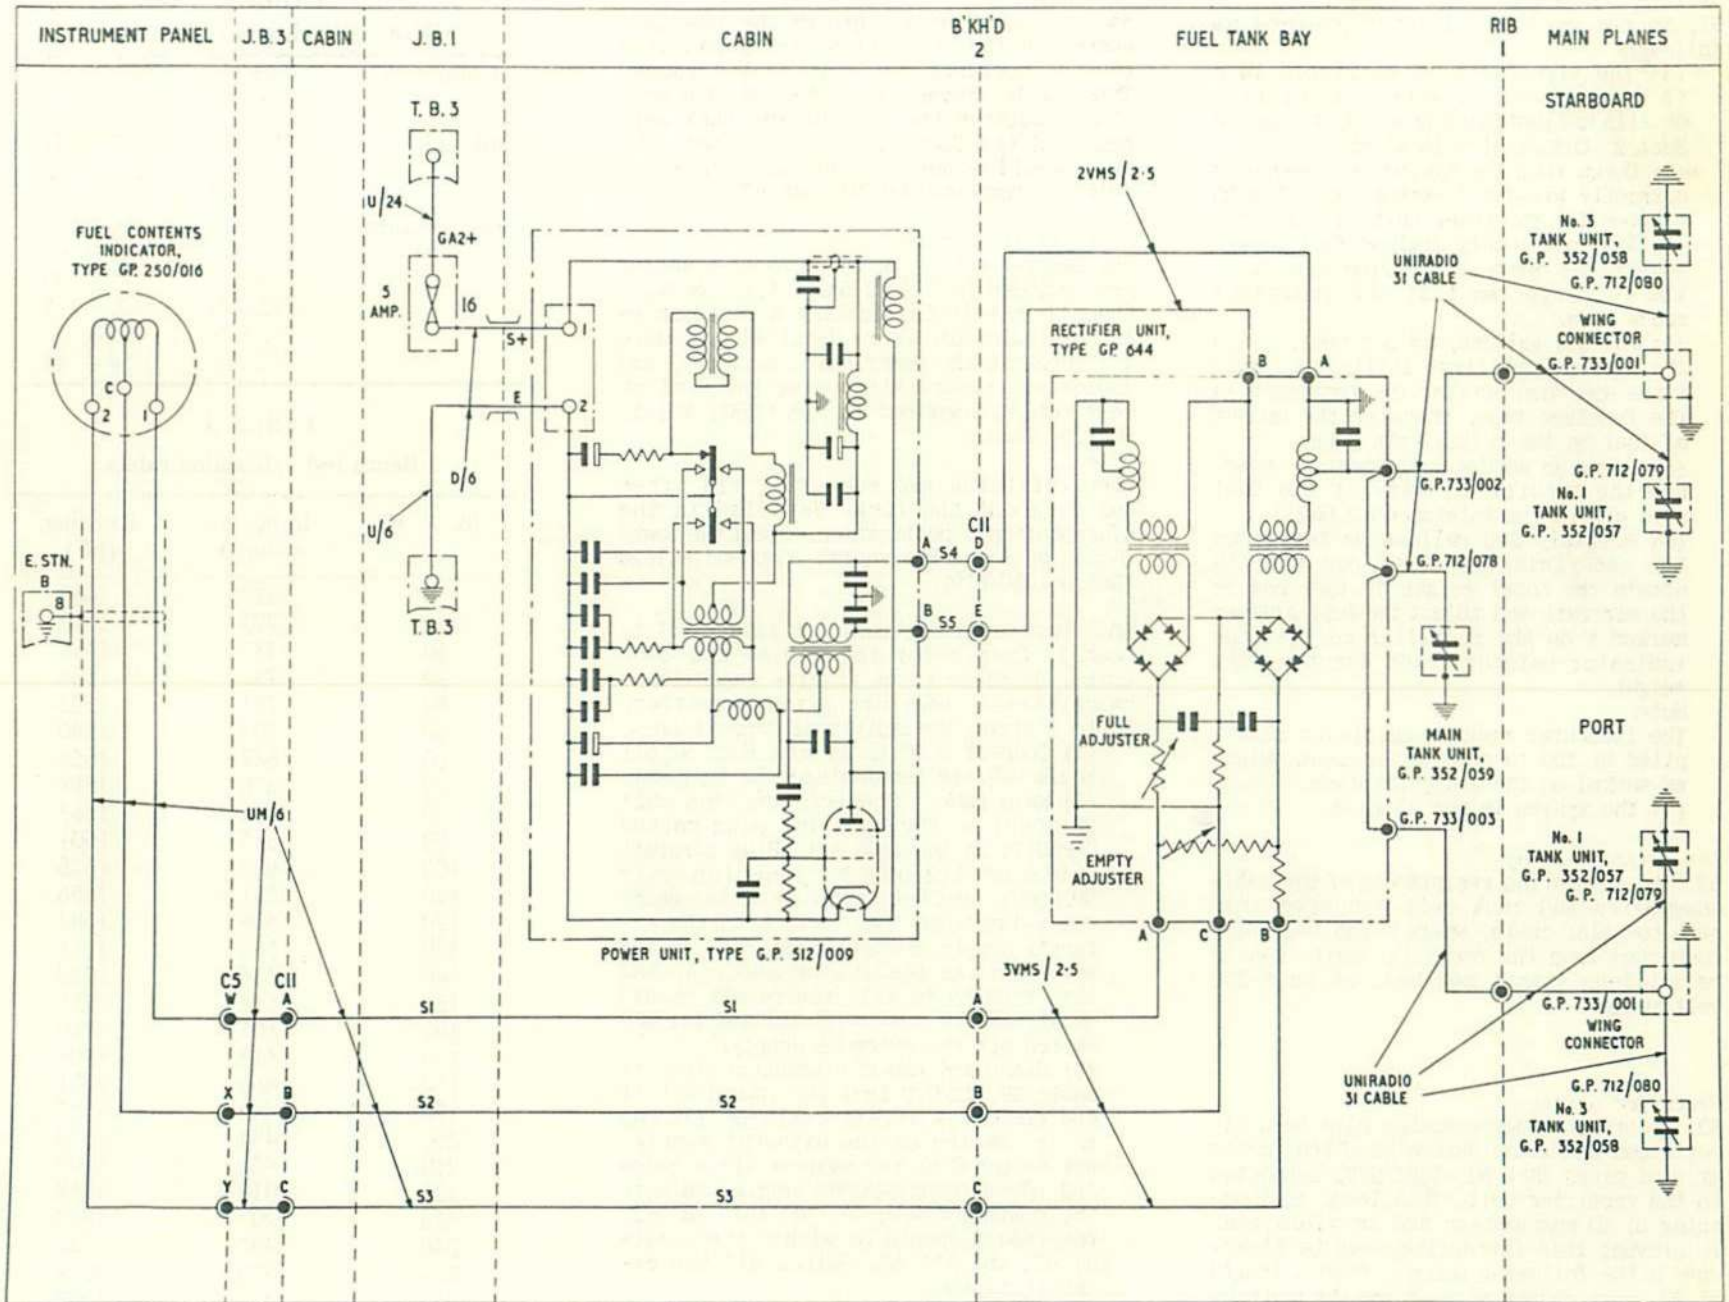 INSTRUMENT PANEL
J.B.3
CABIN
J.B.1
CABIN
B'KH'D
2
FUEL TANK BAY
RIB
1
MAIN PLANES
STARBOARD
T.B.3
U/24
GA2+
5
AMP.
16
S+
1
E
2
D/6
U/6
T.B.3
FUEL CONTENTS
INDICATOR,
TYPE GP. 250/016
C
2
1
E. STN.
B
8
POWER UNIT, TYPE G.P. 512/009
A
S4
B
S5
C11
D
E
2VMS/2·5
RECTIFIER UNIT,
TYPE GP. 644
B
A
FULL
ADJUSTER
EMPTY
ADJUSTER
A
C
B
3VMS/2·5
UNIRADIO
31 CABLE
G.P.733/002
G.P.712/078
MAIN
TANK UNIT,
G.P. 352/059
G.P. 733/003
No. 3
TANK UNIT,
G.P. 352/058
G.P. 712/080
WING
CONNECTOR
G.P. 733/001
G.P. 712/079
No. 1
TANK UNIT,
G.P. 352/057
PORT
No. 1
TANK UNIT,
G.P. 352/057
G.P. 712/079
G.P. 733/001
WING
CONNECTOR
UNIRADIO
31 CABLE
G.P. 712/080
No. 3
TANK UNIT,
G.P. 352/058
UM/6
C5
C11
W
A
S1
S1
A
X
B
S2
S2
B
Y
C
S3
S3
C